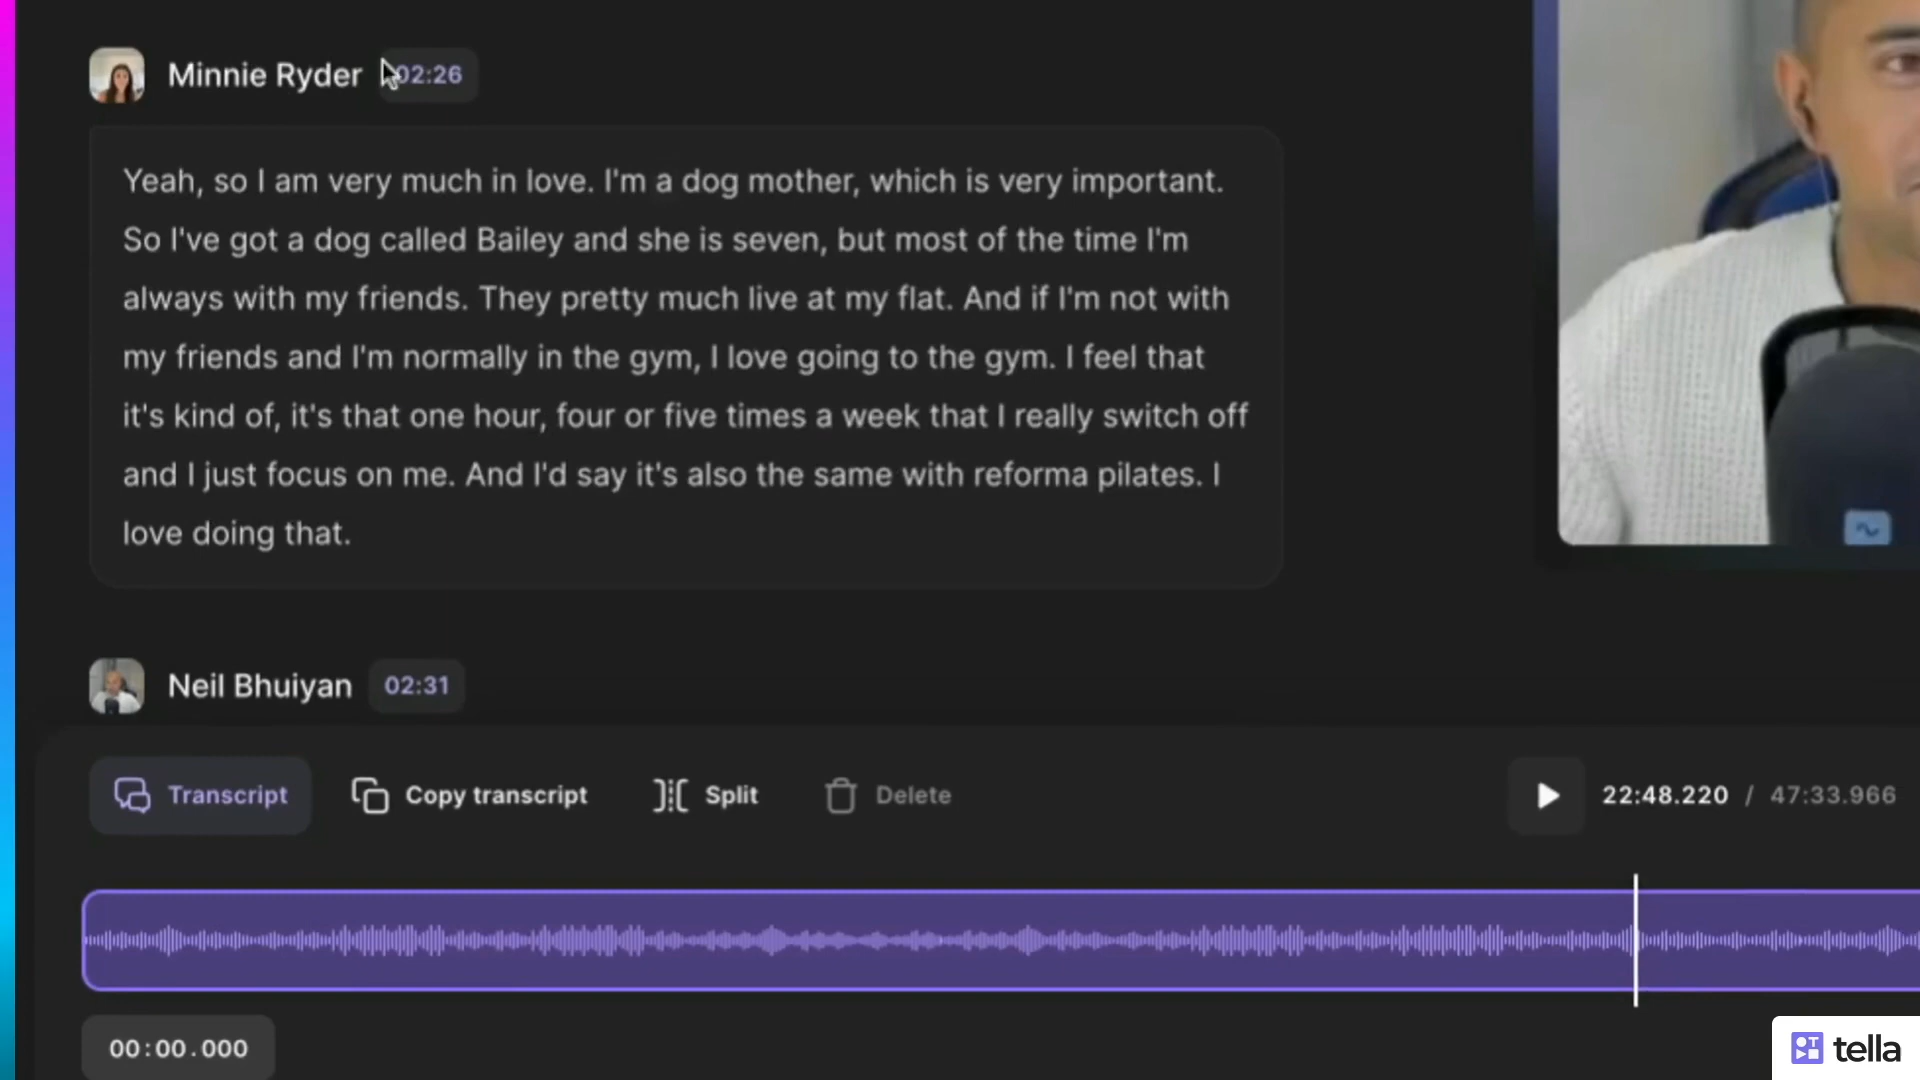 Minnie Ryder 02:26
Yeah, so I am very much in love. I'm a dog mother, which is very important.
So I've got a dog called Bailey and she is seven, but most of the time I'm
always with my friends. They pretty much live at my flat. And if I'm not with
my friends and I'm normally in the gym, I love going to the gym. I feel that
it's kind of, it's that one hour, four or five times a week that I really switch off
and I just focus on me. And I'd say it's also the same with reforma pilates. I
love doing that.
Neil Bhuiyan 02:31
Transcript Copy transcript Split Delete 22:48.220 / 47:33.966
00:00.000
tella